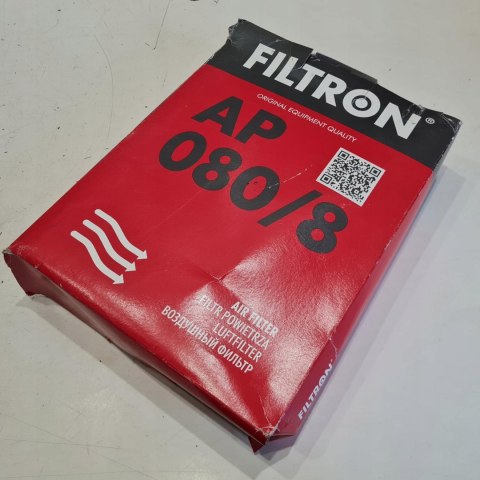 FILTRON®
ORIGINAL EQUIPMENT QUALITY
AP
080/8
AIR FILTER
FILTR POWIETRZA
LUFTFILTER
ВОЗДУШНЫЙ ФИЛЬТР
FILTRON